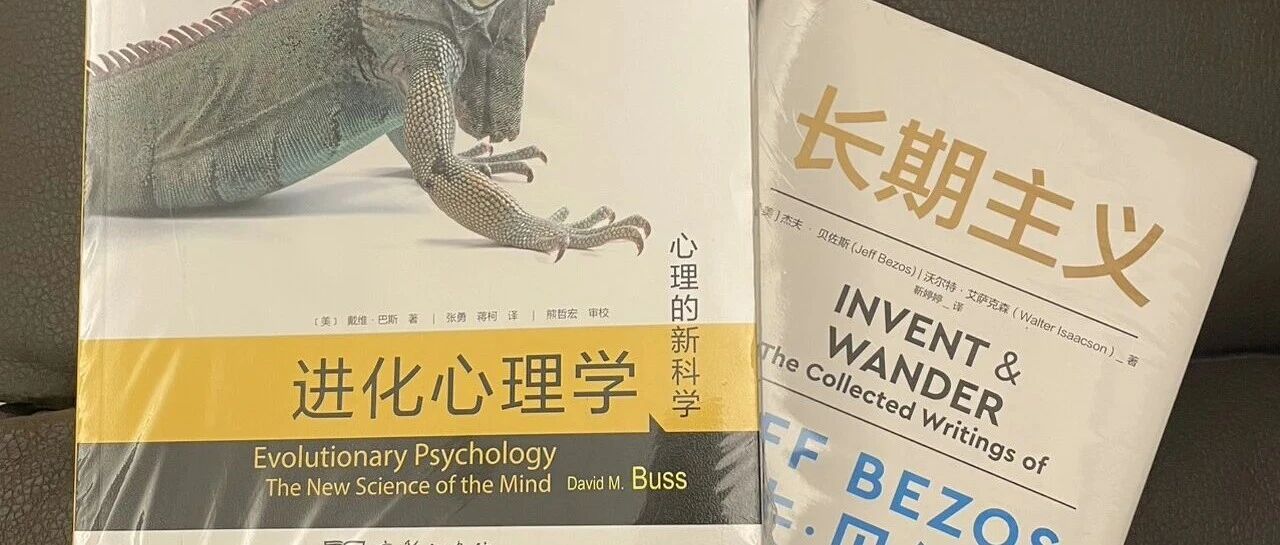 〔美〕 戴维·巴斯 著 | 张勇 蒋柯 译 | 熊哲宏 审校
进化心理学
心理的新科学
Evolutionary Psychology
The New Science of the Mind David M. Buss
长期主义
杰夫·贝佐斯(Jeff Bezos)|沃尔特·艾萨克森(Walter Isaacson)_著
靳婷婷_译
INVENT &
WANDER
The Collected Writings of
BEZOS